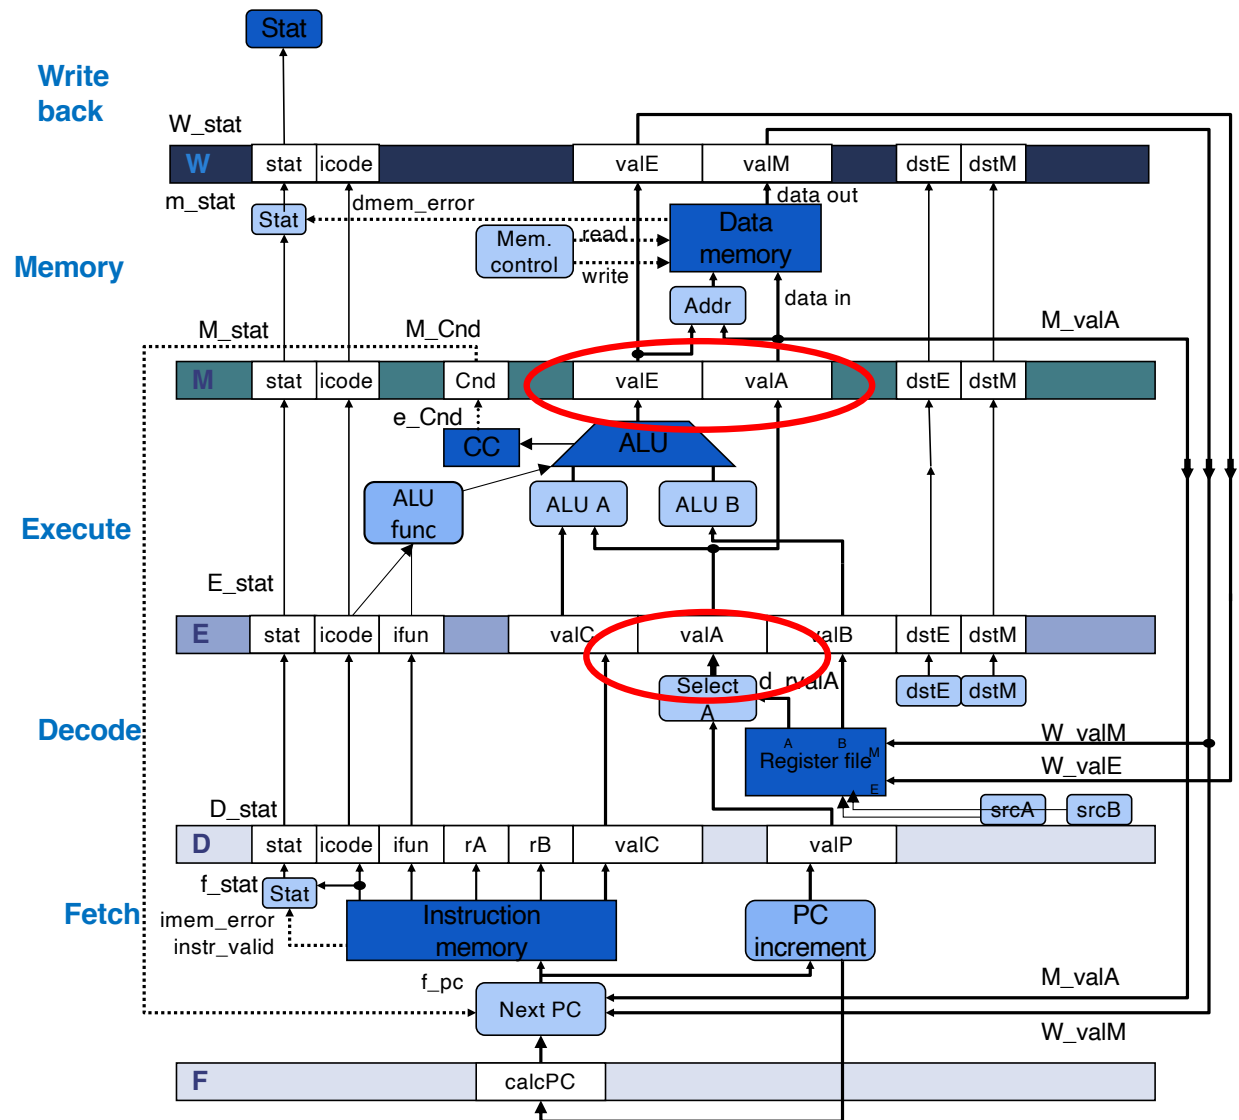 Stat
Write
back
W_stat
W stat icode valE valM dstE dstM
m_stat
Stat
dmem_error
data out
Mem.
control
read
write
Data
memory
Memory
Addr
data in
M_stat
M_Cnd
M_valA
M stat icode Cnd valE valA dstE dstM
e_Cnd
CC
ALU
ALU
func
ALU A
ALU B
Execute
E_stat
E stat icode ifun valC valA valB dstE dstM
Select
A
d_rvalA
dstE
dstM
Decode
A B
Register file
M
E
W_valM
W_valE
D_stat
srcA
srcB
D stat icode ifun rA rB valC valP
f_stat
Stat
Fetch
imem_error
instr_valid
Instruction
memory
PC
increment
f_pc
M_valA
Next PC
W_valM
F calcPC